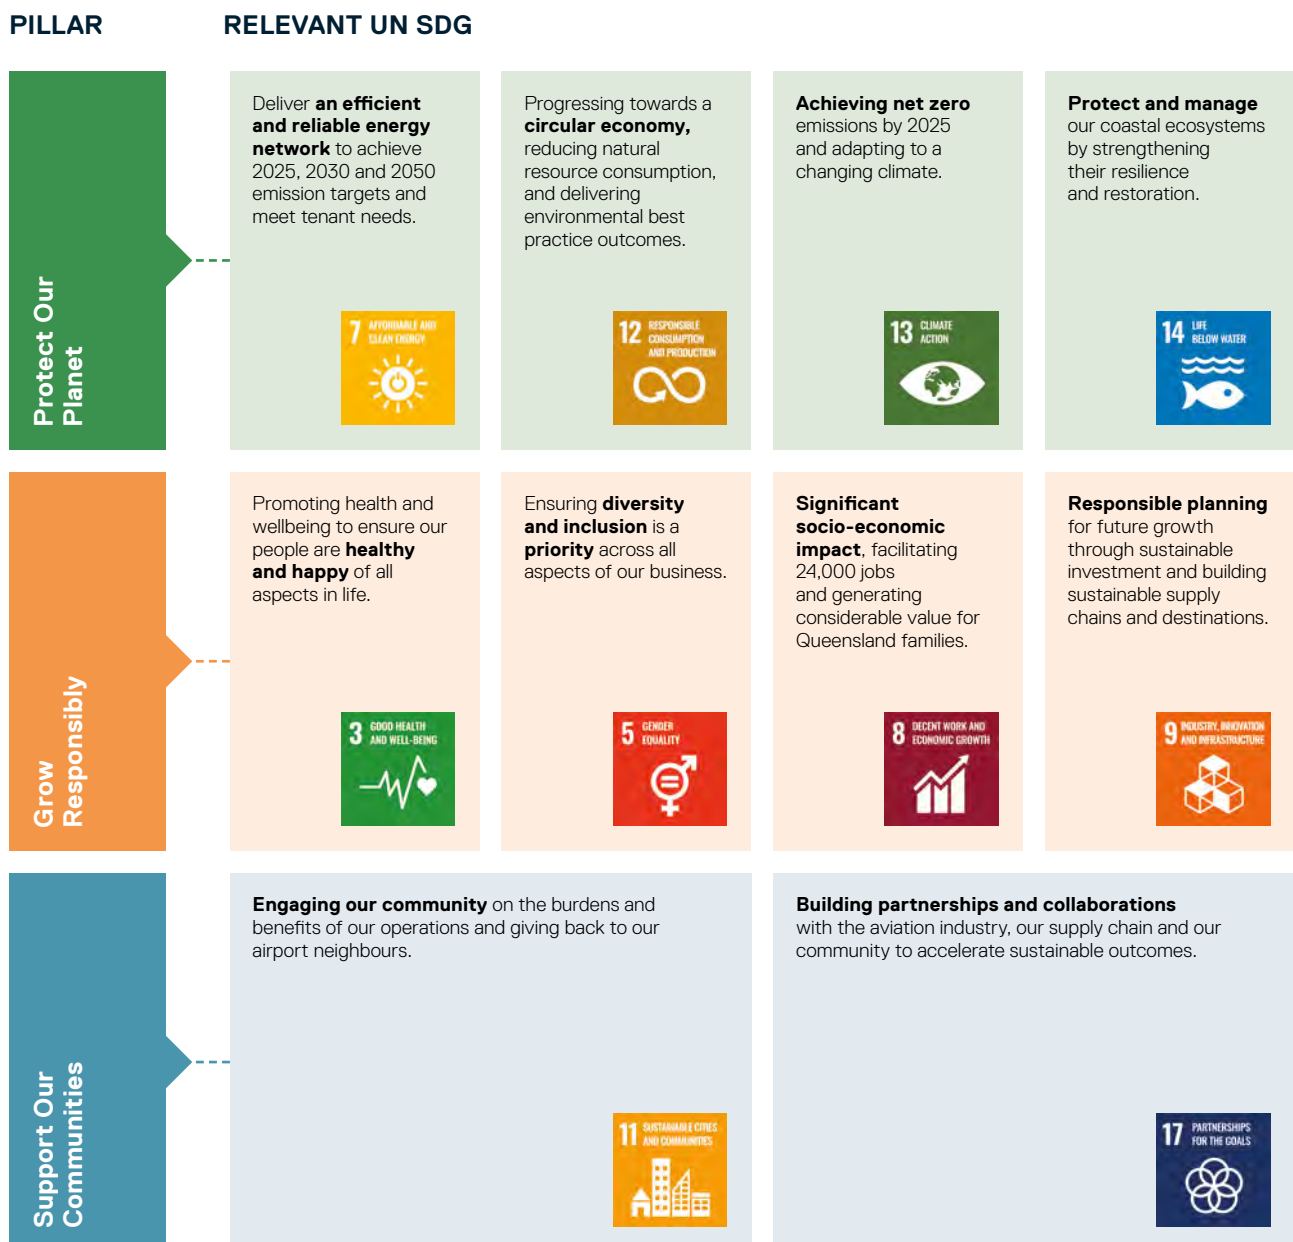 PILLAR
RELEVANT UN SDG
Protect Our
Planet
Deliver an efficient
and reliable energy
network to achieve
2025, 2030 and 2050
emission targets and
meet tenant needs.
7 AFFORDABLE AND
CLEAN ENERGY
Progressing towards a
circular economy,
reducing natural
resource consumption,
and delivering
environmental best
practice outcomes.
12 RESPONSIBLE
CONSUMPTION
AND PRODUCTION
Achieving net zero
emissions by 2025
and adapting to a
changing climate.
13 CLIMATE
ACTION
Protect and manage
our coastal ecosystems
by strengthening
their resilience
and restoration.
14 LIFE
BELOW WATER
Grow
Responsibly
Promoting health and
wellbeing to ensure our
people are healthy
and happy of all
aspects in life.
3 GOOD HEALTH
AND WELL-BEING
Ensuring diversity
and inclusion is a
priority across all
aspects of our business.
5 GENDER
EQUALITY
Significant
socio-economic
impact, facilitating
24,000 jobs
and generating
considerable value for
Queensland families.
8 DECENT WORK AND
ECONOMIC GROWTH
Responsible planning
for future growth
through sustainable
investment and building
sustainable supply
chains and destinations.
9 INDUSTRY, INNOVATION
AND INFRASTRUCTURE
Support Our
Communities
Engaging our community on the burdens and
benefits of our operations and giving back to our
airport neighbours.
11 SUSTAINABLE CITIES
AND COMMUNITIES
Building partnerships and collaborations
with the aviation industry, our supply chain and our
community to accelerate sustainable outcomes.
17 PARTNERSHIPS
FOR THE GOALS